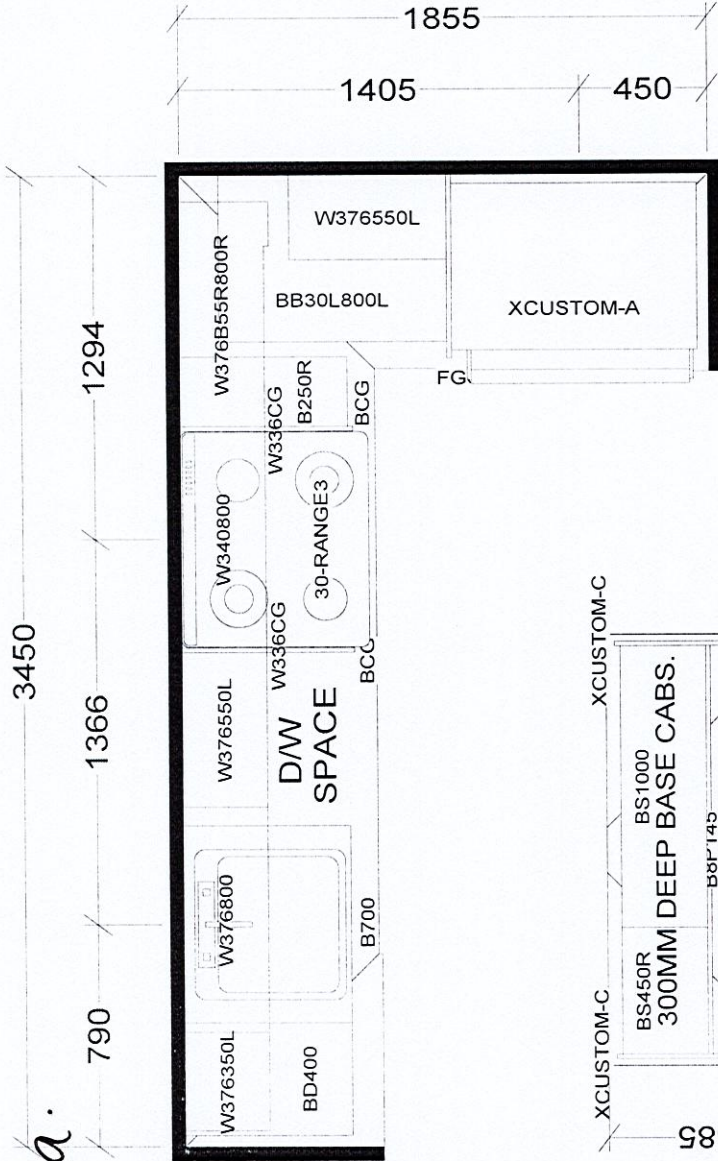 1855
1405
450
3450
1294
1366
790
a.
W376B55R800R
W376550L
BB30L800L
XCUSTOM-A
FG
B250R
BCG
W336CG
W340800
30-RANGE3
W336CG
BCG
W376550L
D/W
SPACE
W376800
B700
W376350L
BD400
XCUSTOM-C
BS1000
BS450R
300MM DEEP BASE CABS.
XCUSTOM-C
85